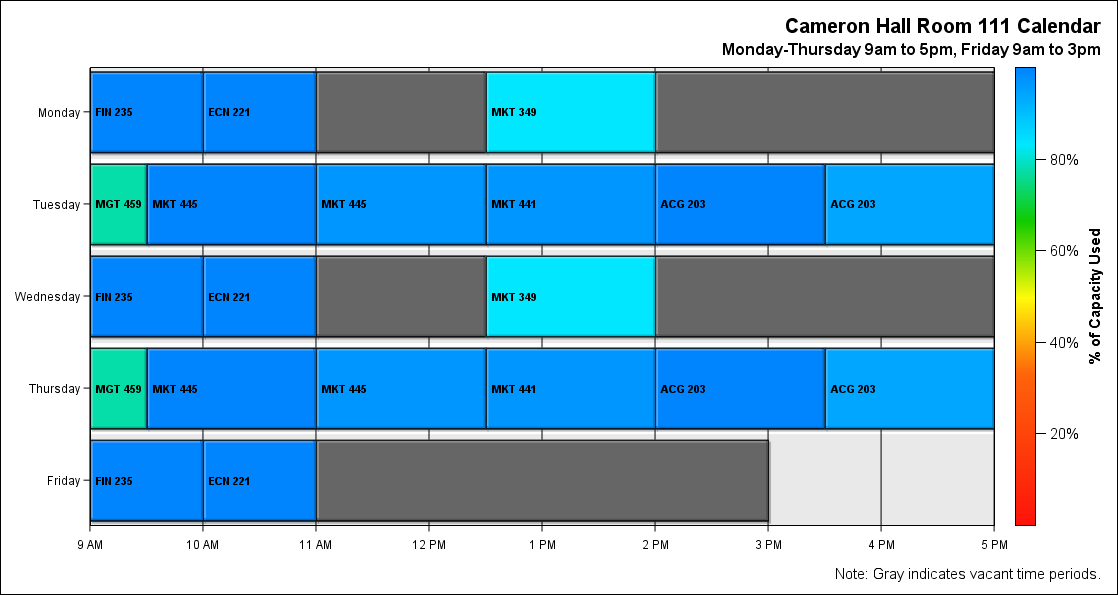 Cameron Hall Room 111 Calendar
Monday-Thursday 9am to 5pm, Friday 9am to 3pm
Monday FIN 235 ECN 221 MKT 349
80%
Tuesday MGT 459 MKT 445 MKT 445 MKT 441 ACG 203 ACG 203
60%
Wednesday FIN 235 ECN 221 MKT 349
% of Capacity Used
40%
Thursday MGT 459 MKT 445 MKT 445 MKT 441 ACG 203 ACG 203
20%
Friday FIN 235 ECN 221
9 AM 10 AM 11 AM 12 PM 1 PM 2 PM 3 PM 4 PM 5 PM
Note: Gray indicates vacant time periods.